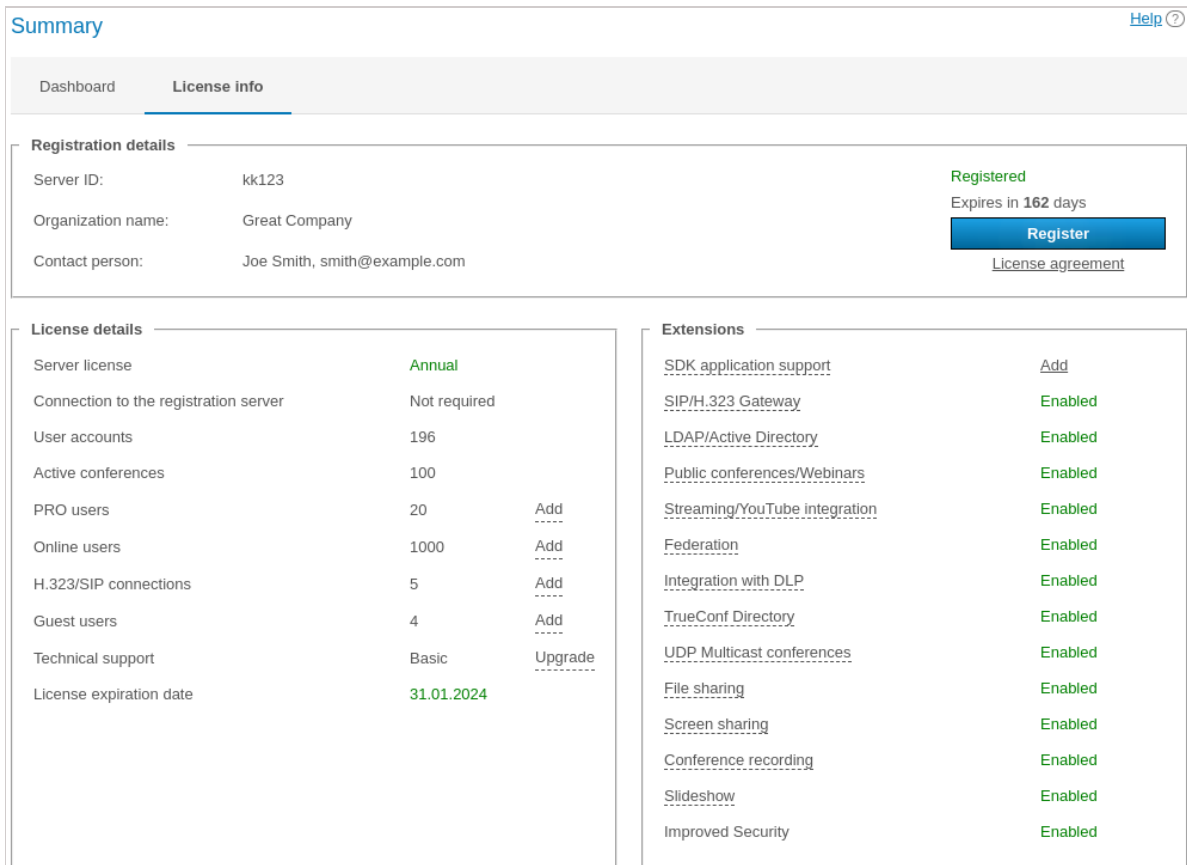 Summary
Help ?
Dashboard License info
Registration details
Server ID: kk123
Organization name: Great Company
Contact person: Joe Smith, smith@example.com
Registered
Expires in 162 days
Register
License agreement
License details
Server license Annual
Connection to the registration server Not required
User accounts 196
Active conferences 100
PRO users 20 Add
Online users 1000 Add
H.323/SIP connections 5 Add
Guest users 4 Add
Technical support Basic Upgrade
License expiration date 31.01.2024
Extensions
SDK application support Add
SIP/H.323 Gateway Enabled
LDAP/Active Directory Enabled
Public conferences/Webinars Enabled
Streaming/YouTube integration Enabled
Federation Enabled
Integration with DLP Enabled
TrueConf Directory Enabled
UDP Multicast conferences Enabled
File sharing Enabled
Screen sharing Enabled
Conference recording Enabled
Slideshow Enabled
Improved Security Enabled